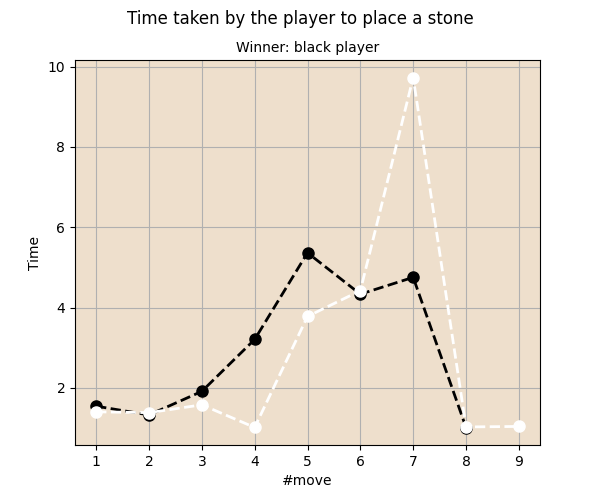 Time taken by the player to place a stone
Winner: black player
10
8
6
4
2
Time
1 2 3 4 5 6 7 8 9
#move